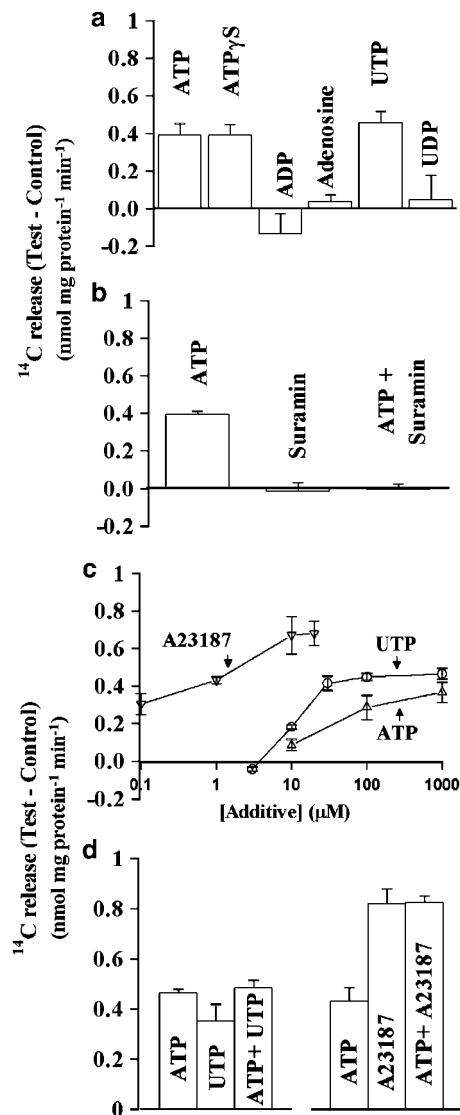 a
¹⁴C release (Test - Control)
(nmol mg protein⁻¹ min⁻¹)
1
0.8
0.6
0.4
0.2
0.0
-0.2
ATP
ATPγS
ADP
Adenosine
UTP
UDP
b
1
0.8
0.6
0.4
0.2
0.0
ATP
Suramin
ATP +
Suramin
c
¹⁴C release (Test - Control)
(nmol mg protein⁻¹ min⁻¹)
1
0.8
0.6
0.4
0.2
0.0
-0.2
A23187
UTP
ATP
0.1
1
10
100
1000
[Additive] (μM)
d
1
0.8
0.6
0.4
0.2
0
ATP
UTP
ATP+ UTP
ATP
A23187
ATP+ A23187